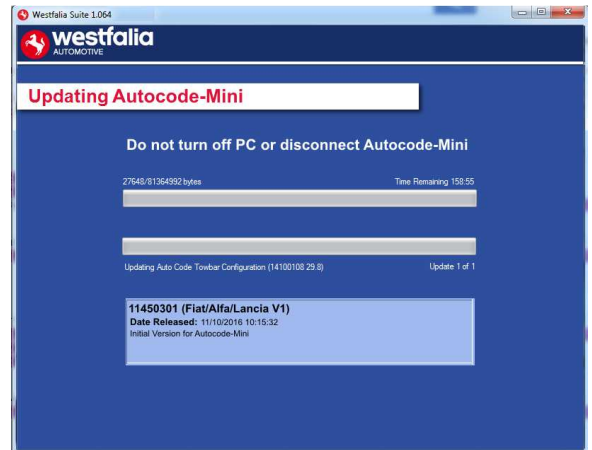 Westfalia Suite 1.064
westfalia
AUTOMOTIVE
Updating Autocode-Mini
Do not turn off PC or disconnect Autocode-Mini
27648/81364992 bytes Time Remaining 158:55
Updating Auto Code Towbar Configuration (14100108 29.8) Update 1 of 1
11450301 (Fiat/Alfa/Lancia V1)
Date Released: 11/10/2016 10:15:32
Initial Version for Autocode-Mini